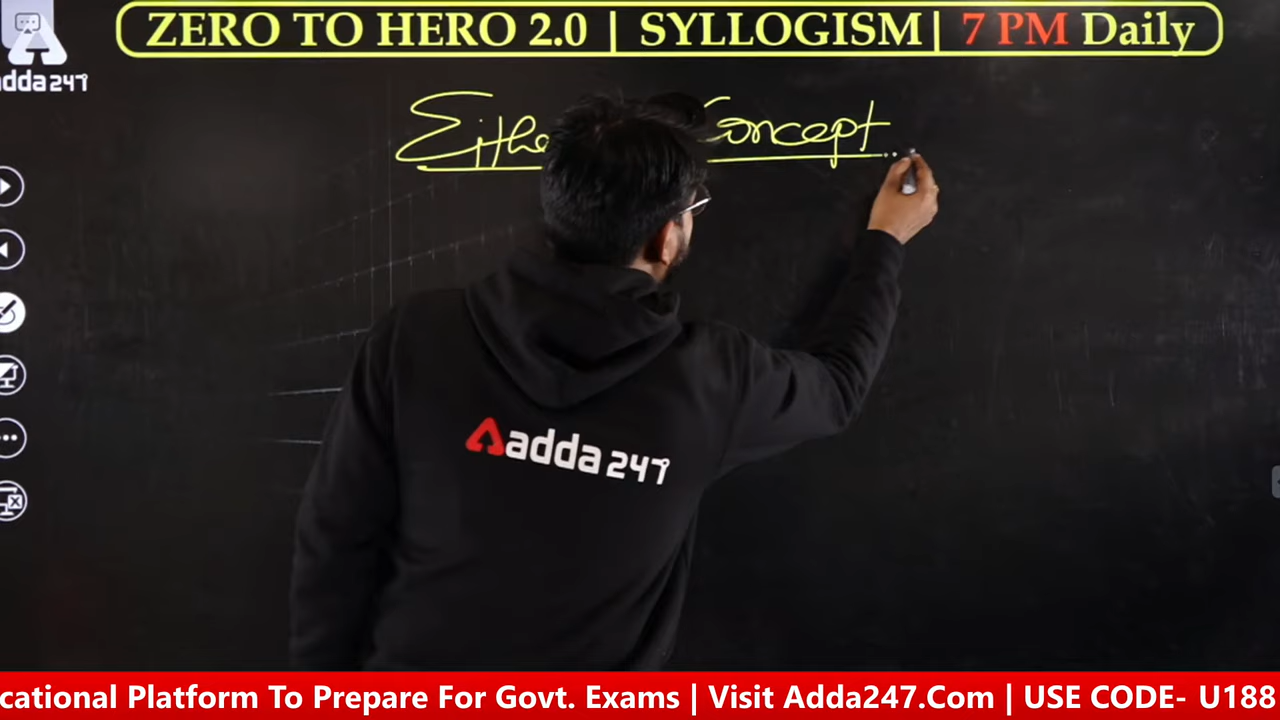 ZERO TO HERO 2.0 | SYLLOGISM | 7 PM Daily
adda247
Concept
adda247
cational Platform To Prepare For Govt. Exams | Visit Adda247.Com | USE CODE- U188